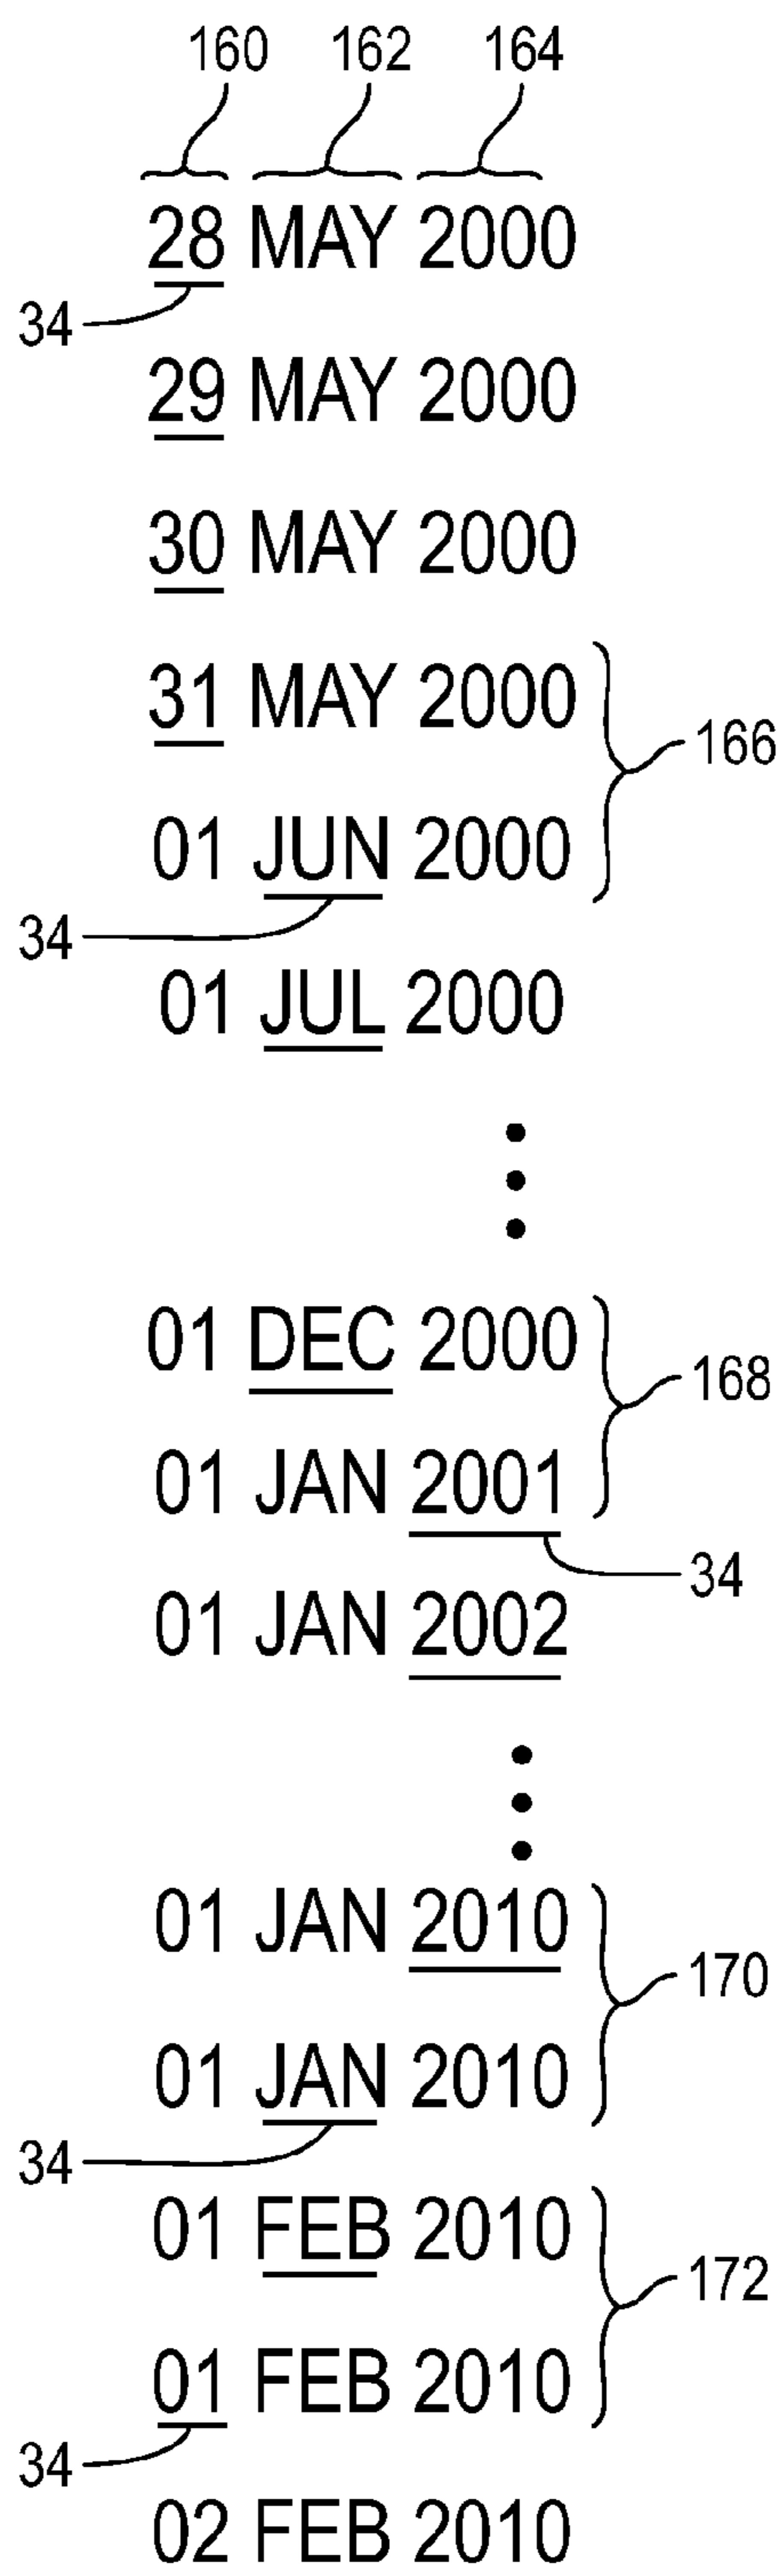 160 162 164
28 MAY 2000
34
29 MAY 2000
30 MAY 2000
31 MAY 2000
166
01 JUN 2000
34
01 JUL 2000
01 DEC 2000
168
01 JAN 2001
34
01 JAN 2002
01 JAN 2010
170
01 JAN 2010
34
01 FEB 2010
172
01 FEB 2010
34
02 FEB 2010